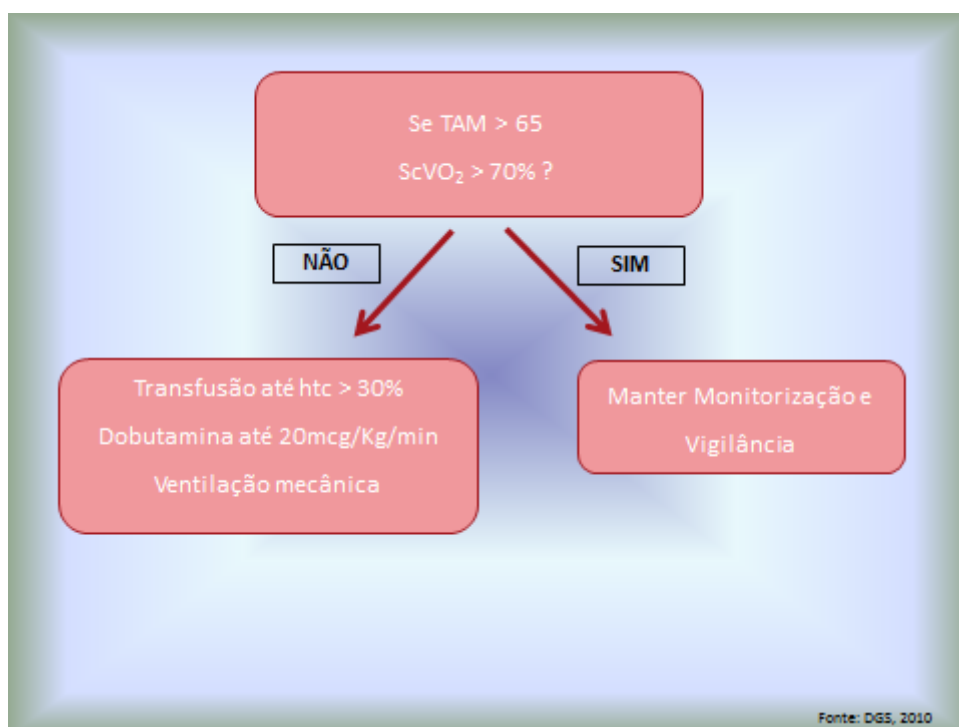 Se TAM > 65
ScVO₂ > 70% ?
NÃO
SIM
Transfusão até htc > 30%
Dobutamina até 20mcg/Kg/min
Ventilação mecânica
Manter Monitorização e
Vigilância
Fonte: DGS, 2010